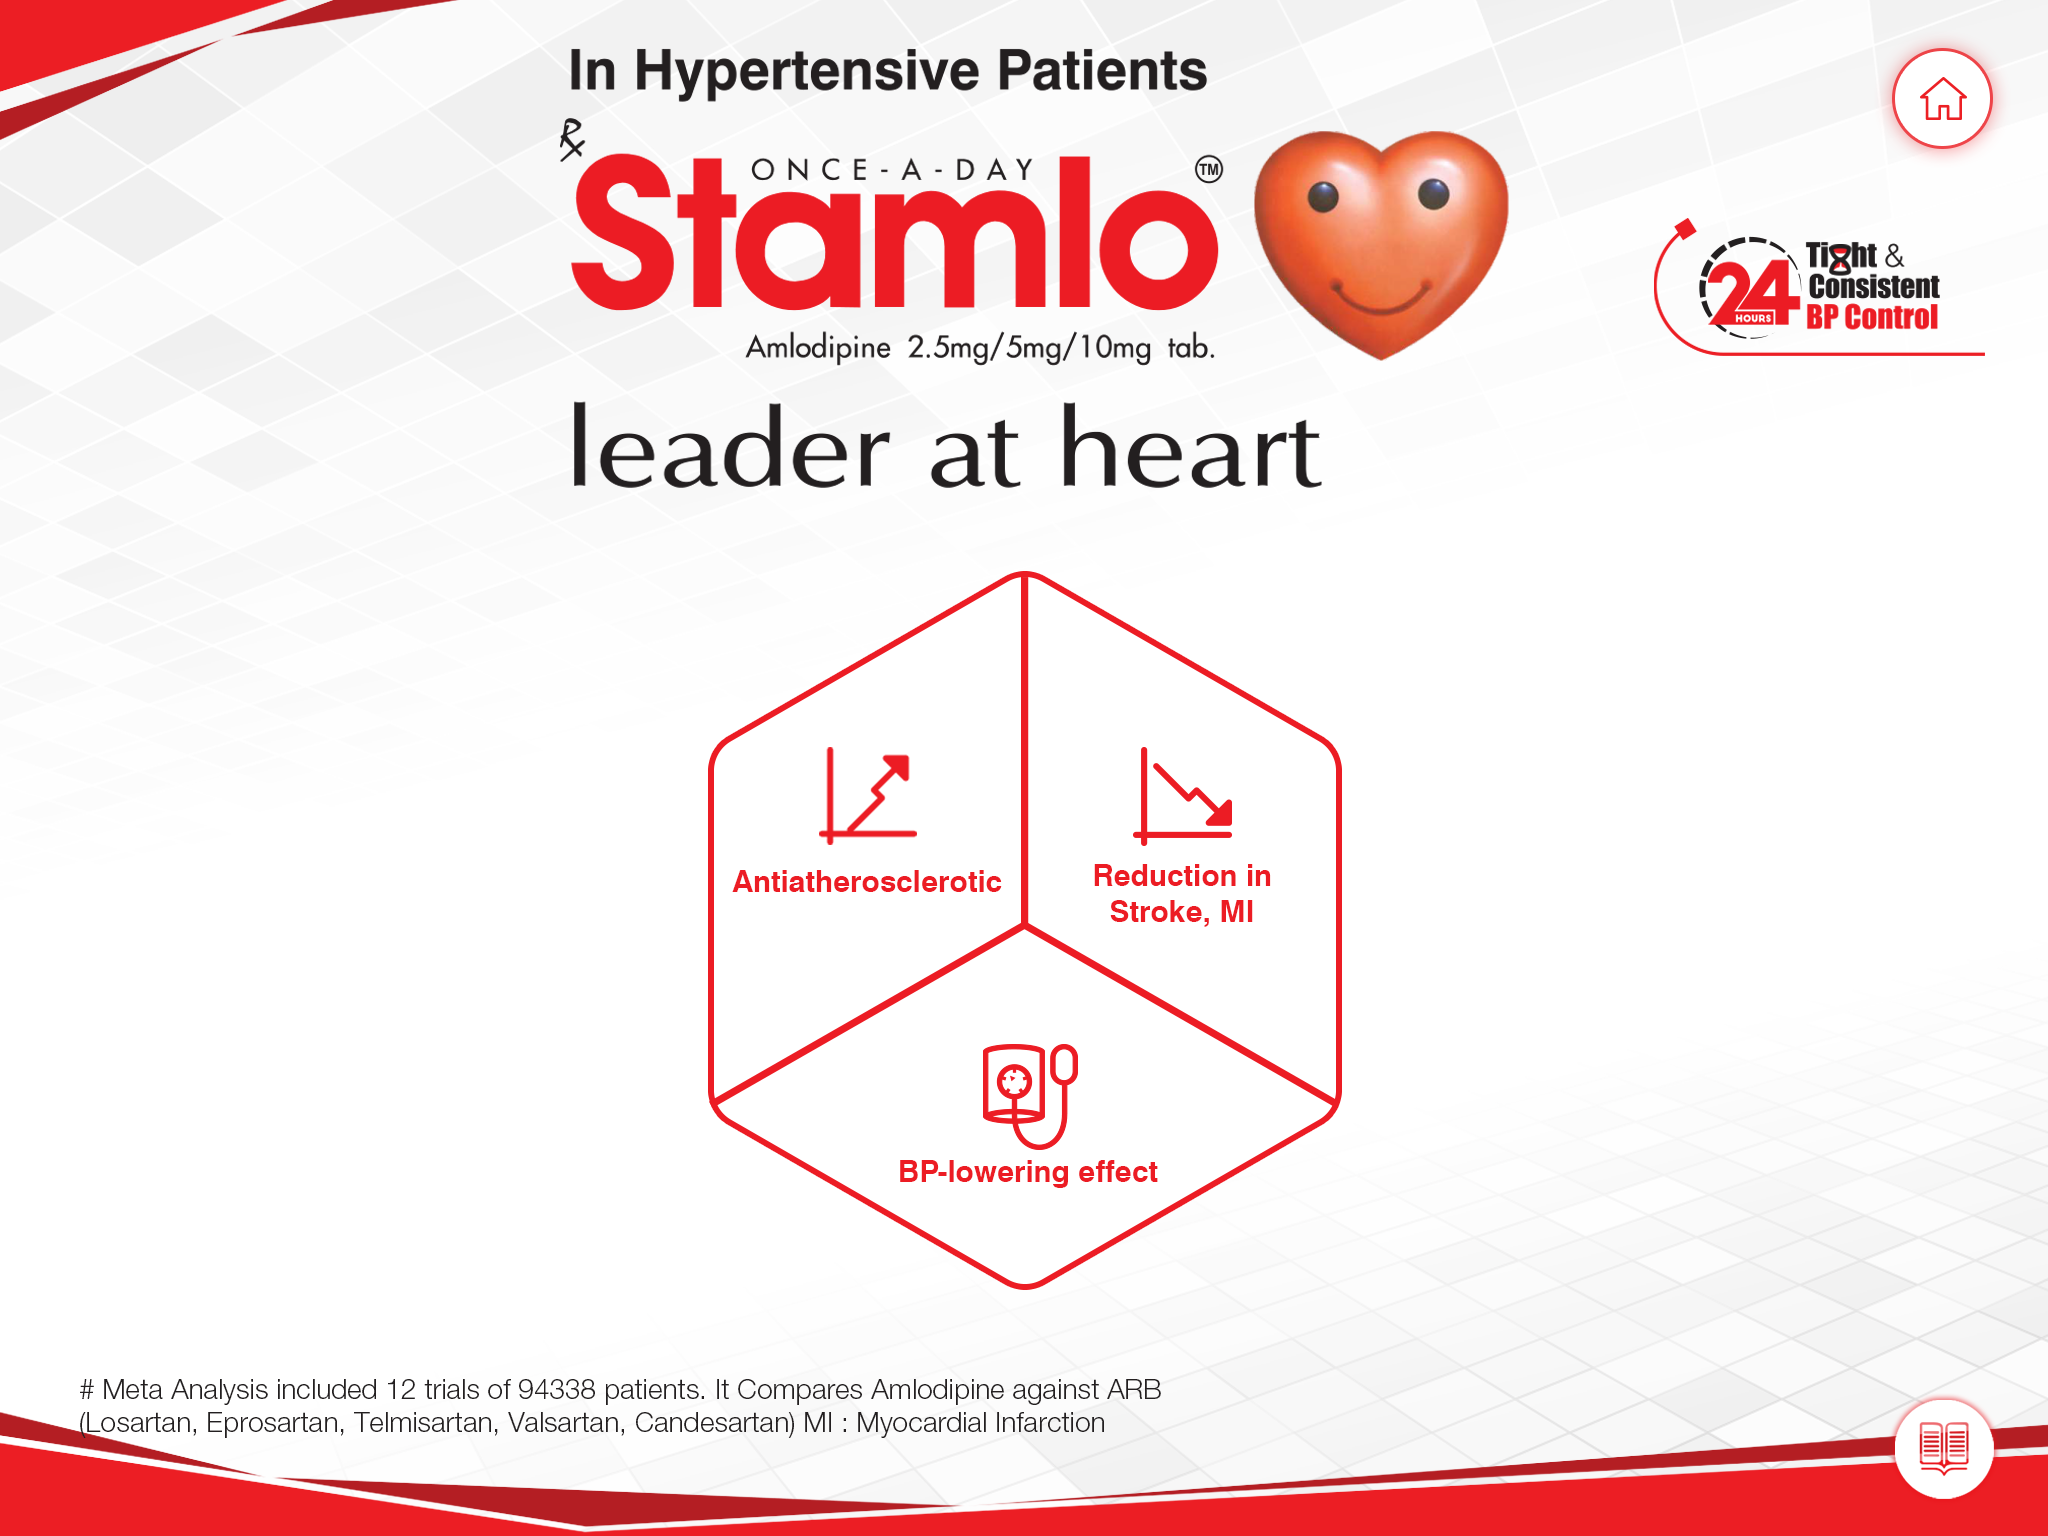 In Hypertensive Patients
℞
ONCE-A-DAY
Stamlo™
Amlodipine 2.5mg/5mg/10mg tab.
leader at heart
24 HOURS
Tight &
Consistent
BP Control
Antiatherosclerotic
Reduction in
Stroke, MI
BP-lowering effect
# Meta Analysis included 12 trials of 94338 patients. It Compares Amlodipine against ARB
(Losartan, Eprosartan, Telmisartan, Valsartan, Candesartan) MI : Myocardial Infarction